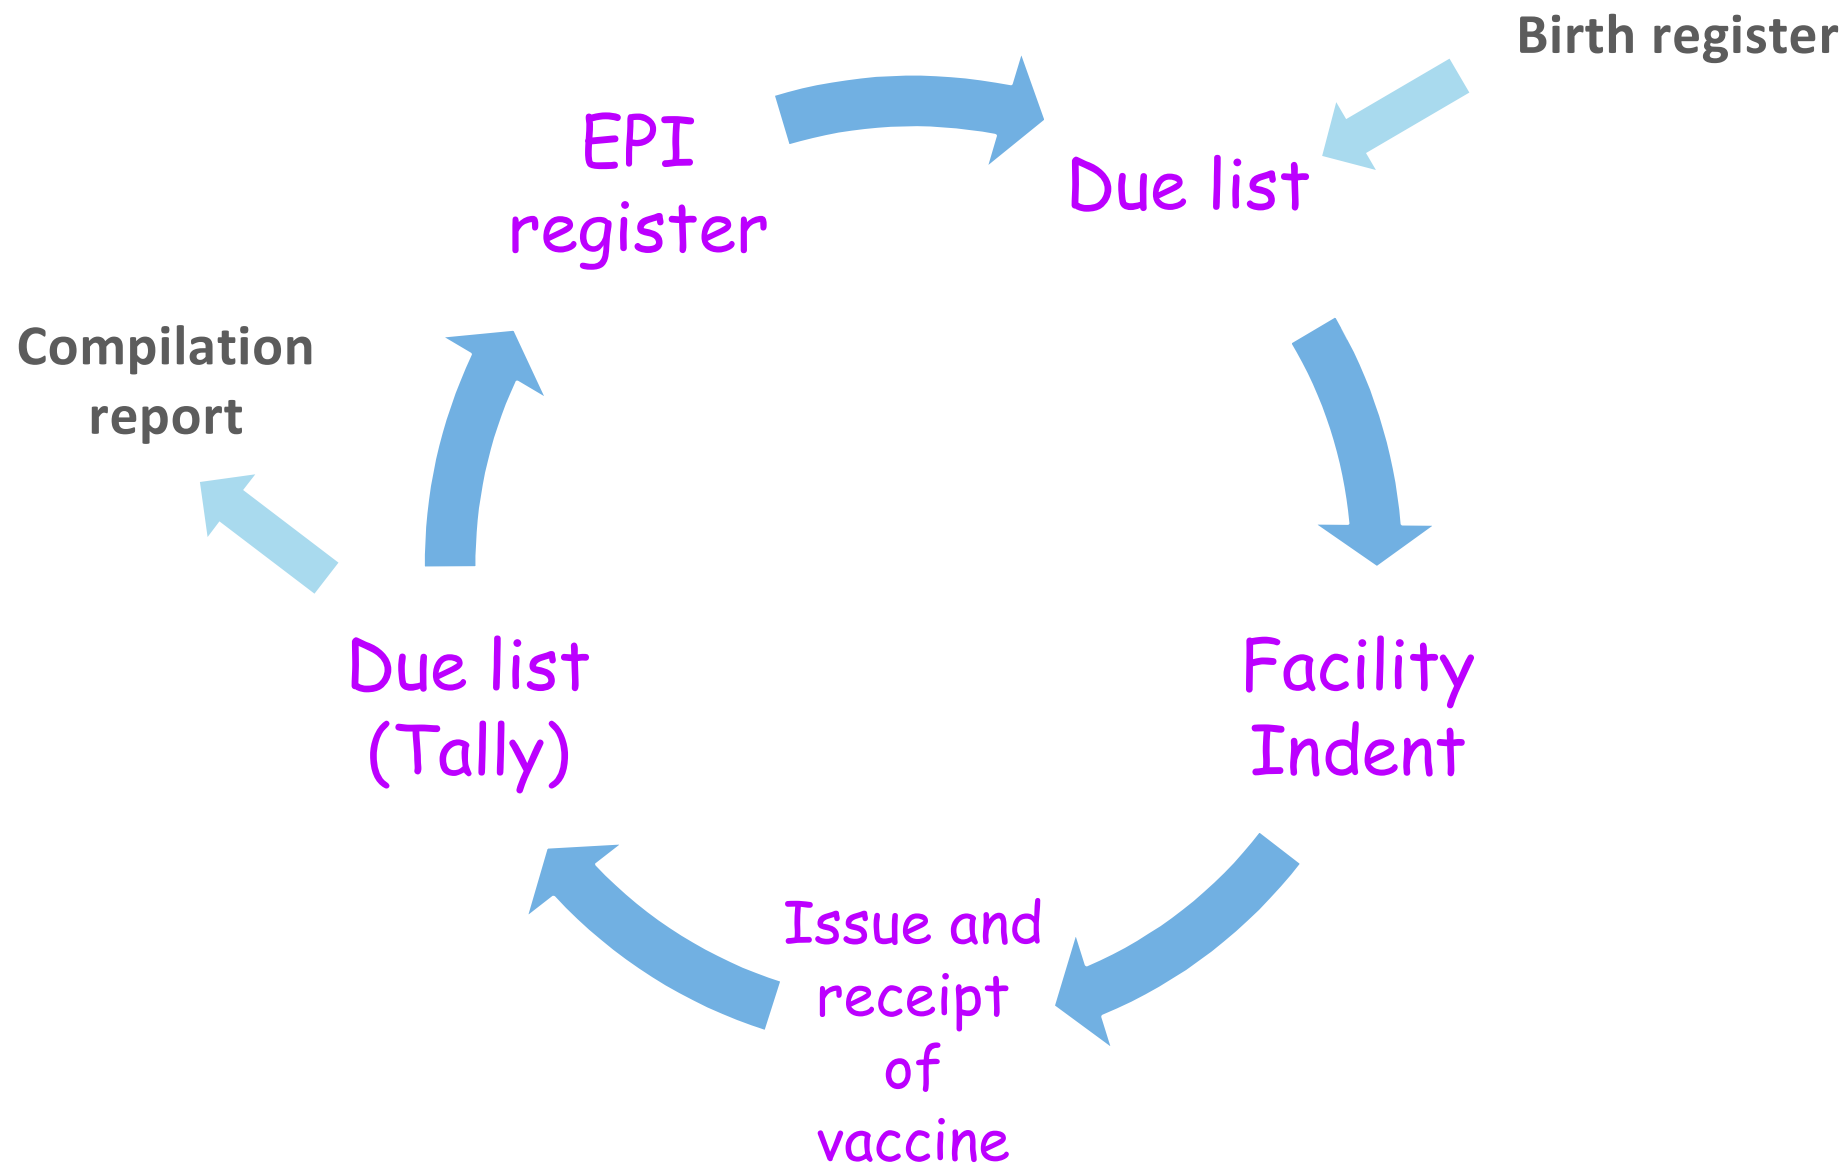 Birth register
EPI
register
Due list
Compilation
report
Due list
(Tally)
Facility
Indent
Issue and
receipt
of
vaccine